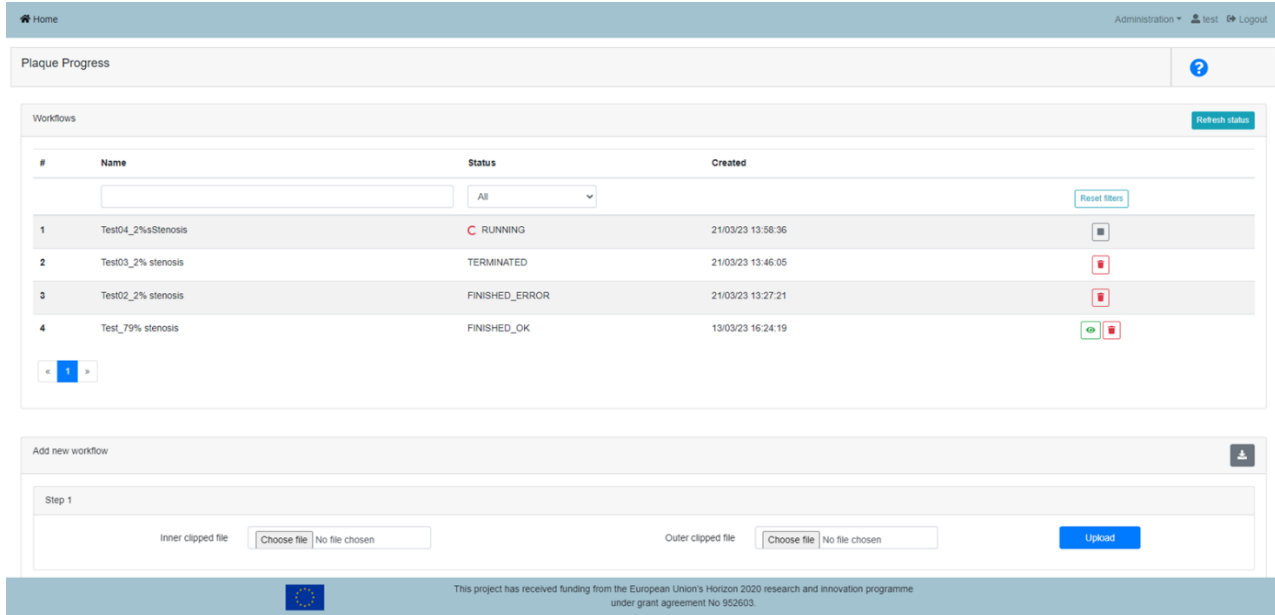 Home Administration test Logout
Plaque Progress
Workflows Refresh status
# Name Status Created
All Reset filters
1 Test04_2%sStenosis RUNNING 21/03/23 13:58:36
2 Test03_2% stenosis TERMINATED 21/03/23 13:46:05
3 Test02_2% stenosis FINISHED_ERROR 21/03/23 13:27:21
4 Test_79% stenosis FINISHED_OK 13/03/23 16:24:19
« 1 »
Add new workflow
Step 1
Inner clipped file Choose file No file chosen Outer clipped file Choose file No file chosen Upload
This project has received funding from the European Union's Horizon 2020 research and innovation programme
under grant agreement No 952603.